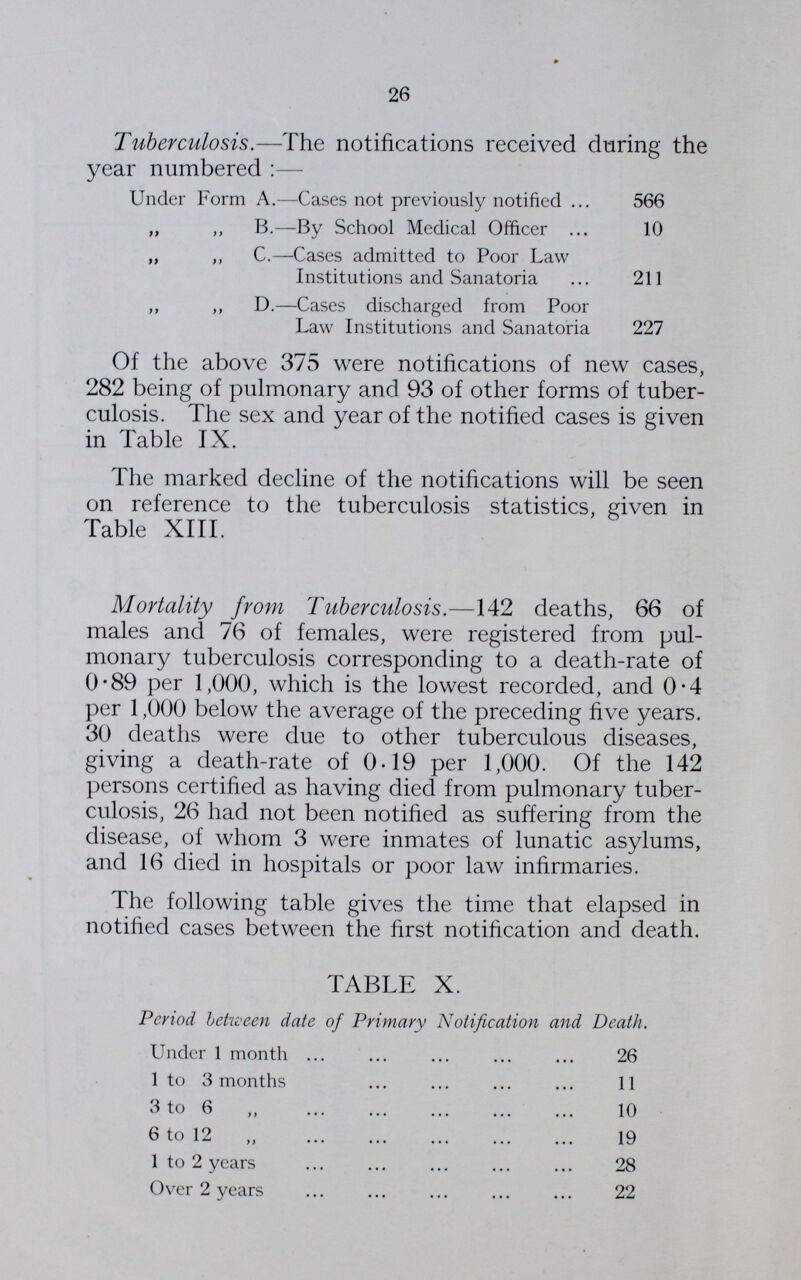 26
Tuberculosis.—The notifications received during the
year numbered :—
Under Form A.—Cases not previously notified ... 566
„ „ B.—By School Medical Officer ... 10
„ „ C.—Cases admitted to Poor Law
Institutions and Sanatoria ... 211
„ „ D.—Cases discharged from Poor
Law Institutions and Sanatoria 227
Of the above 375 were notifications of new cases,
282 being of pulmonary and 93 of other forms of tuber-
culosis. The sex and year of the notified cases is given
in Table IX.
The marked decline of the notifications will be seen
on reference to the tuberculosis statistics, given in
Table XIII.
Mortality from Tuberculosis.—142 deaths, 66 of
males and 76 of females, were registered from pul-
monary tuberculosis corresponding to a death-rate of
0·89 per 1,000, which is the lowest recorded, and 0·4
per 1,000 below the average of the preceding five years.
30 deaths were due to other tuberculous diseases,
giving a death-rate of 0.19 per 1,000. Of the 142
persons certified as having died from pulmonary tuber-
culosis, 26 had not been notified as suffering from the
disease, of whom 3 were inmates of lunatic asylums,
and 16 died in hospitals or poor law infirmaries.
The following table gives the time that elapsed in
notified cases between the first notification and death.
TABLE X.
Period between date of Primary Notification and Death.
Under 1 month ... ... ... ... ... 26
1 to 3 months ... ... ... ... 11
3 to 6 „ ... ... ... ... ... 10
6 to 12 „ ... ... ... ... ... 19
1 to 2 years ... ... ... ... ... 28
Over 2 years ... ... ... ... ... 22